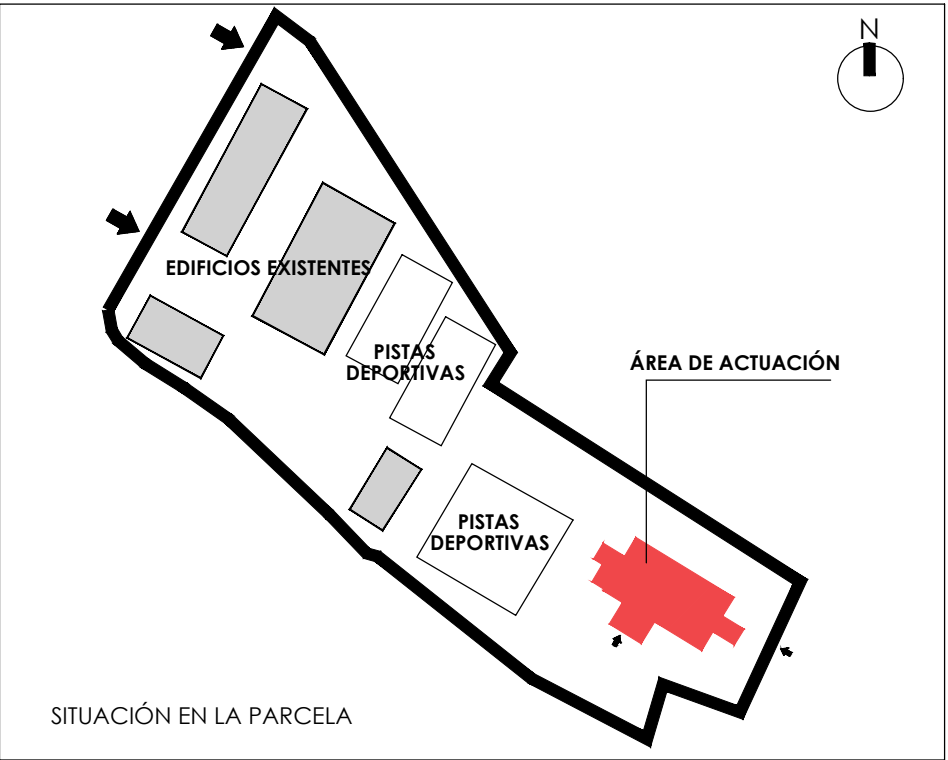 N
EDIFICIOS EXISTENTES
PISTAS
DEPORTIVAS
ÁREA DE ACTUACIÓN
PISTAS
DEPORTIVAS
SITUACIÓN EN LA PARCELA